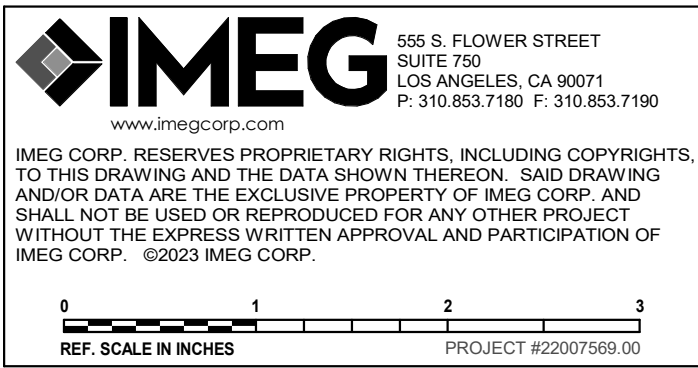 IMEG
555 S. FLOWER STREET
SUITE 750
LOS ANGELES, CA 90071
P: 310.853.7180 F: 310.853.7190
www.imegcorp.com
IMEG CORP. RESERVES PROPRIETARY RIGHTS, INCLUDING COPYRIGHTS,
TO THIS DRAWING AND THE DATA SHOWN THEREON. SAID DRAWING
AND/OR DATA ARE THE EXCLUSIVE PROPERTY OF IMEG CORP. AND
SHALL NOT BE USED OR REPRODUCED FOR ANY OTHER PROJECT
WITHOUT THE EXPRESS WRITTEN APPROVAL AND PARTICIPATION OF
IMEG CORP. ©2023 IMEG CORP.
0 1 2 3
REF. SCALE IN INCHES PROJECT #22007569.00